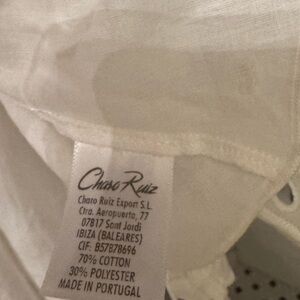 Charo Ruiz
Charo Ruiz Export S.L.
Ctra. Aeropuerto, 77
07817 Sant Jordi
IBIZA (BALEARES)
CIF: B57878696
70% COTTON
30% POLYESTER
MADE IN PORTUGAL